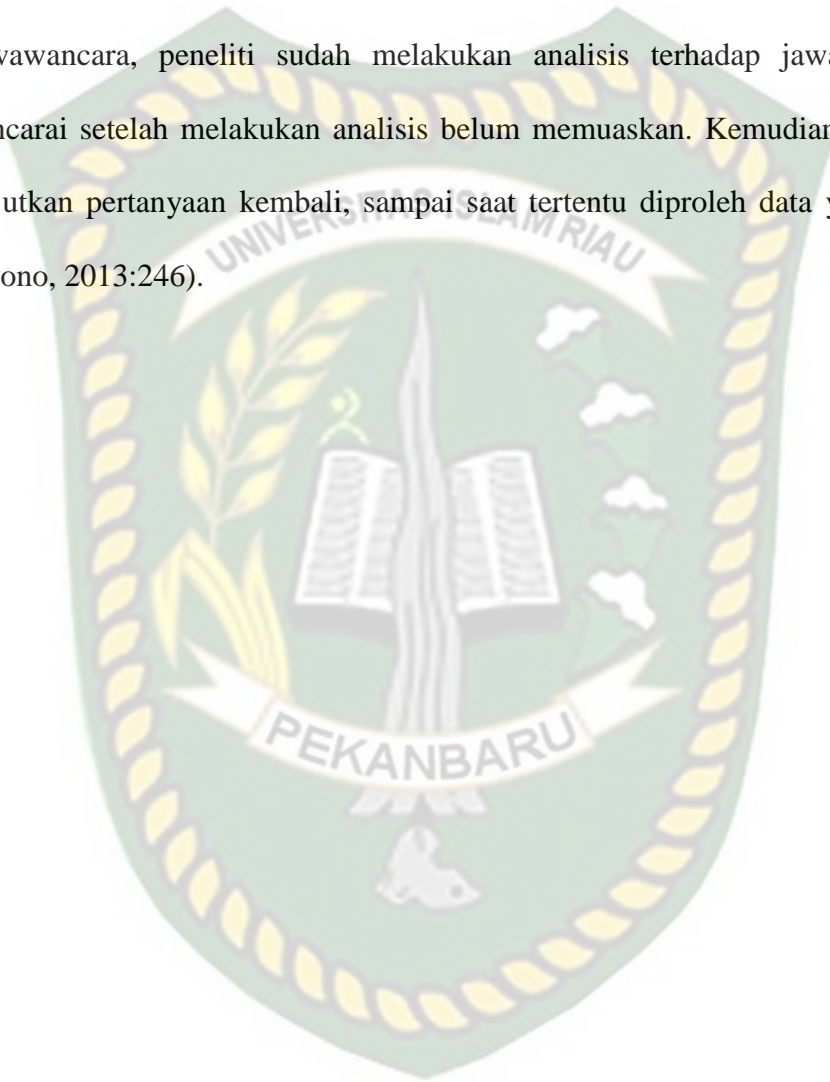 wawancara, peneliti sudah melakukan analisis terhadap jawa
ncarai setelah melakukan analisis belum memuaskan. Kemudian
utkan pertanyaan kembali, sampai saat tertentu diproleh data y
ono, 2013:246).
UNIVERSITAS ISLAM RIAU
PEKANBARU